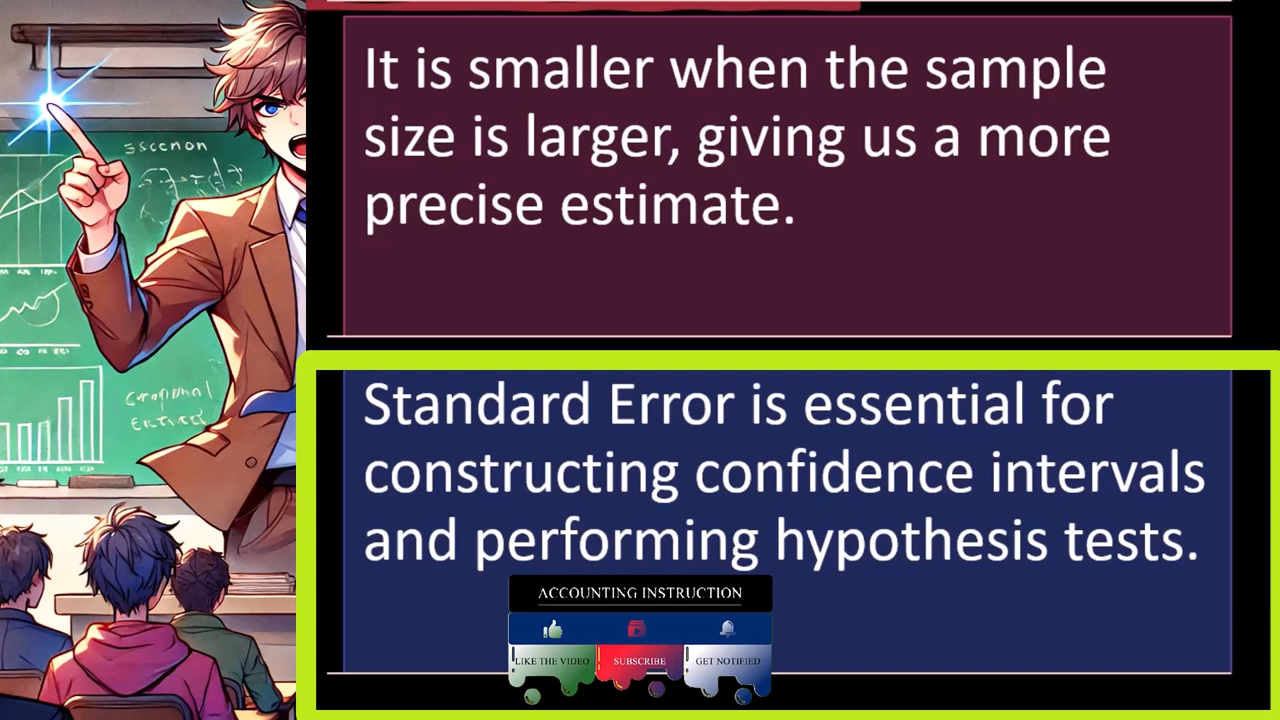 It is smaller when the sample
size is larger, giving us a more
precise estimate.
Standard Error is essential for
constructing confidence intervals
and performing hypothesis tests.
ACCOUNTING INSTRUCTION
LIKE THE VIDEO
SUBSCRIBE
GET NOTIFIED